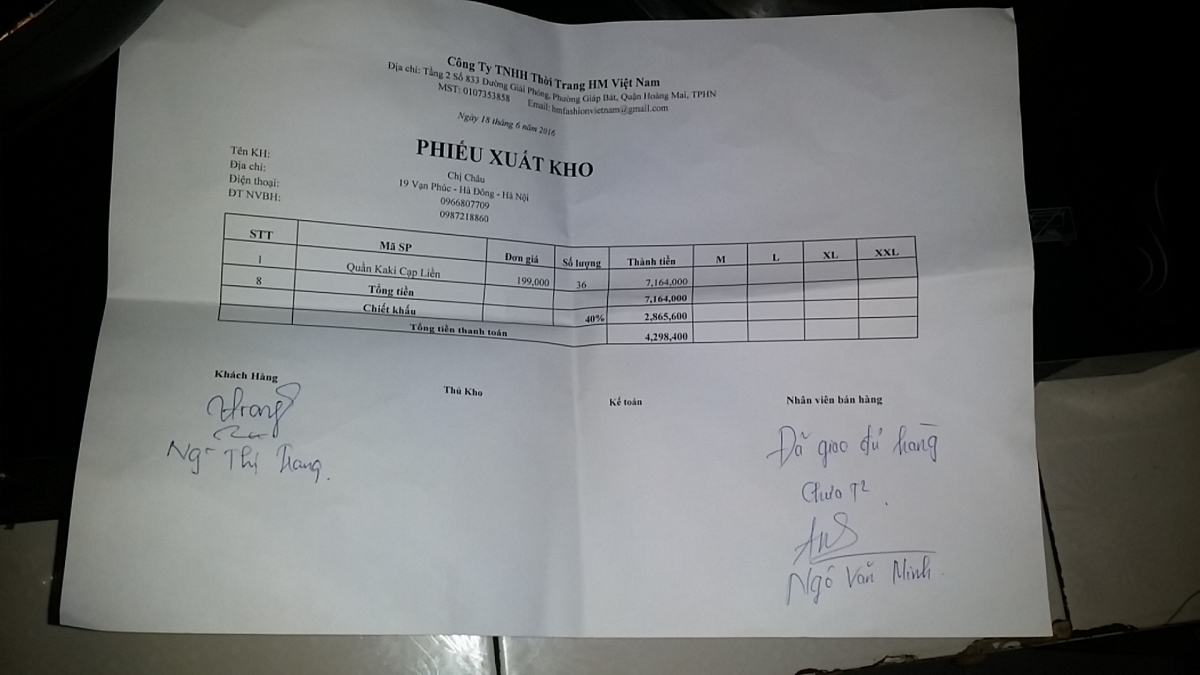 Công Ty TNHH Thời Trang HM Việt Nam
Địa chỉ: Tầng 2 Số 833 Đường Giải Phóng, Phường Giáp Bát, Quận Hoàng Mai, TPHN
MST: 0107353858 Email: hmfashionvietnam@gmail.com
Ngày 18 tháng 6 năm 2016
PHIẾU XUẤT KHO
Tên KH: Chị Châu
Địa chỉ: 19 Vạn Phúc - Hà Đông - Hà Nội
Điện thoại: 0966807709
ĐT NVBH: 0987218860
STT Mã SP Đơn giá Số lượng Thành tiền M L XL XXL
1 Quần Kaki Cạp Liền 199,000 36 7,164,000
8 Tổng tiền 7,164,000
Chiết khấu 40% 2,865,600
Tổng tiền thanh toán 4,298,400
Khách Hàng Thủ Kho Kế toán Nhân viên bán hàng
Trang
Ngô Thị Trang.
Đã giao đủ hàng
Chưa T²
Ngô Văn Minh.